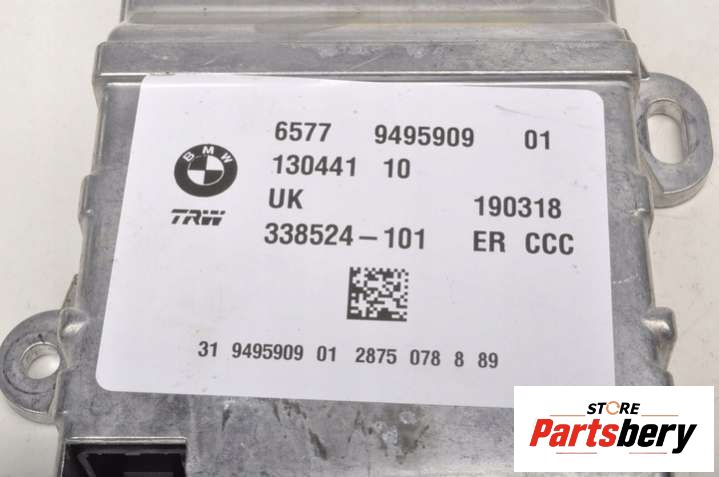 6577 9495909 01
130441 10
BMW
UK 190318
TRW
338524-101 ER CCC
31 9495909 01 2875 078 8 89
STORE
Partsbery